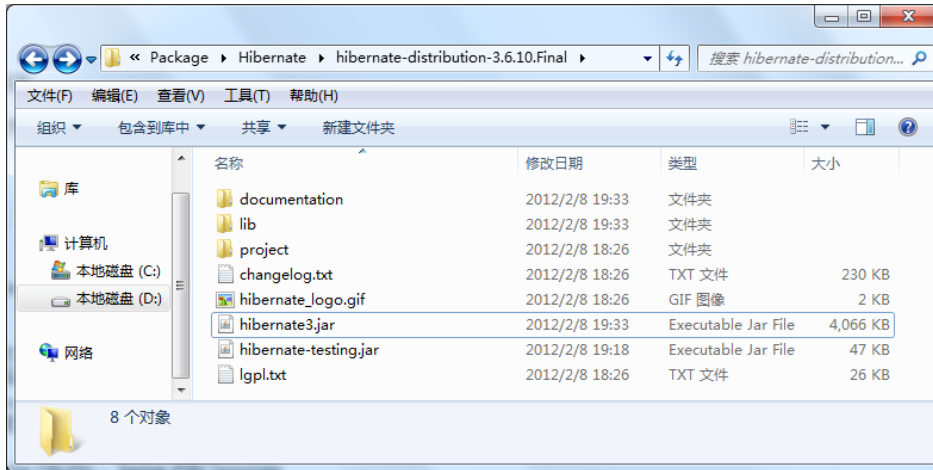 « Package ▸ Hibernate ▸ hibernate-distribution-3.6.10.Final ▸ 搜索 hibernate-distribution...
文件(F) 编辑(E) 查看(V) 工具(T) 帮助(H)
组织 包含到库中 共享 新建文件夹
名称 修改日期 类型 大小
库
计算机
本地磁盘 (C:)
本地磁盘 (D:)
网络
documentation 2012/2/8 19:33 文件夹
lib 2012/2/8 19:33 文件夹
project 2012/2/8 18:26 文件夹
changelog.txt 2012/2/8 18:26 TXT 文件 230 KB
hibernate_logo.gif 2012/2/8 18:26 GIF 图像 2 KB
hibernate3.jar 2012/2/8 19:33 Executable Jar File 4,066 KB
hibernate-testing.jar 2012/2/8 19:18 Executable Jar File 47 KB
lgpl.txt 2012/2/8 18:26 TXT 文件 26 KB
8 个对象